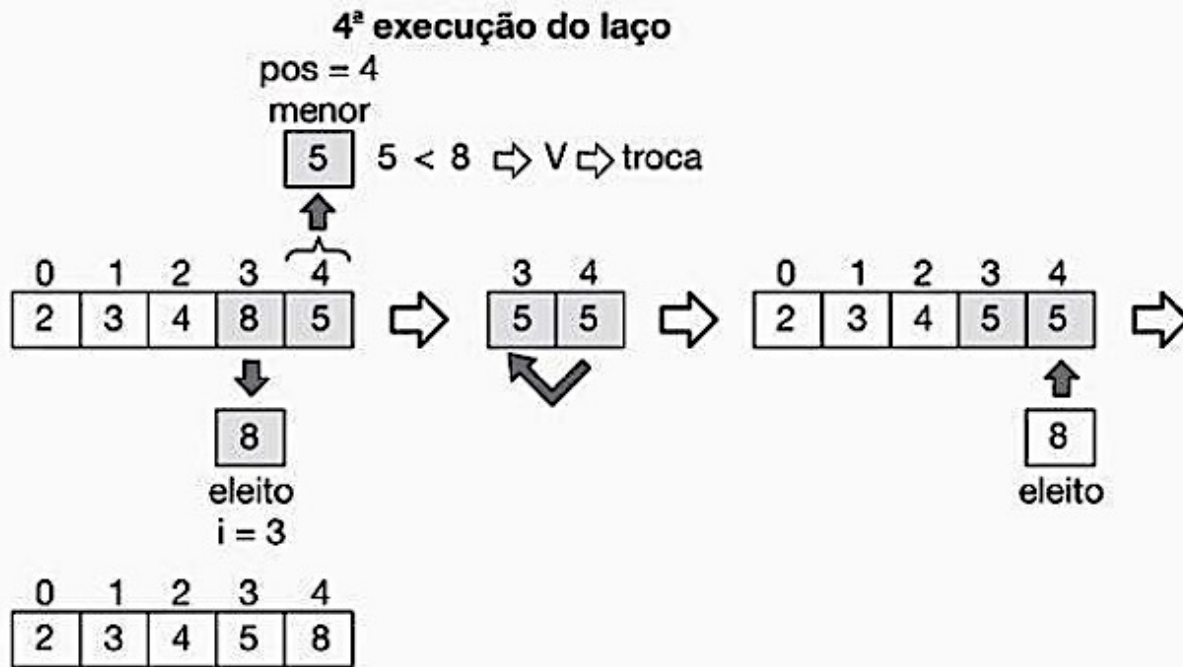 4ª execução do laço
pos = 4
menor
5 5 < 8 ⇨ V ⇨ troca
0 1 2 3 4 3 4 0 1 2 3 4
2 3 4 8 5 5 5 2 3 4 5 5
8 8
eleito eleito
i = 3
0 1 2 3 4
2 3 4 5 8